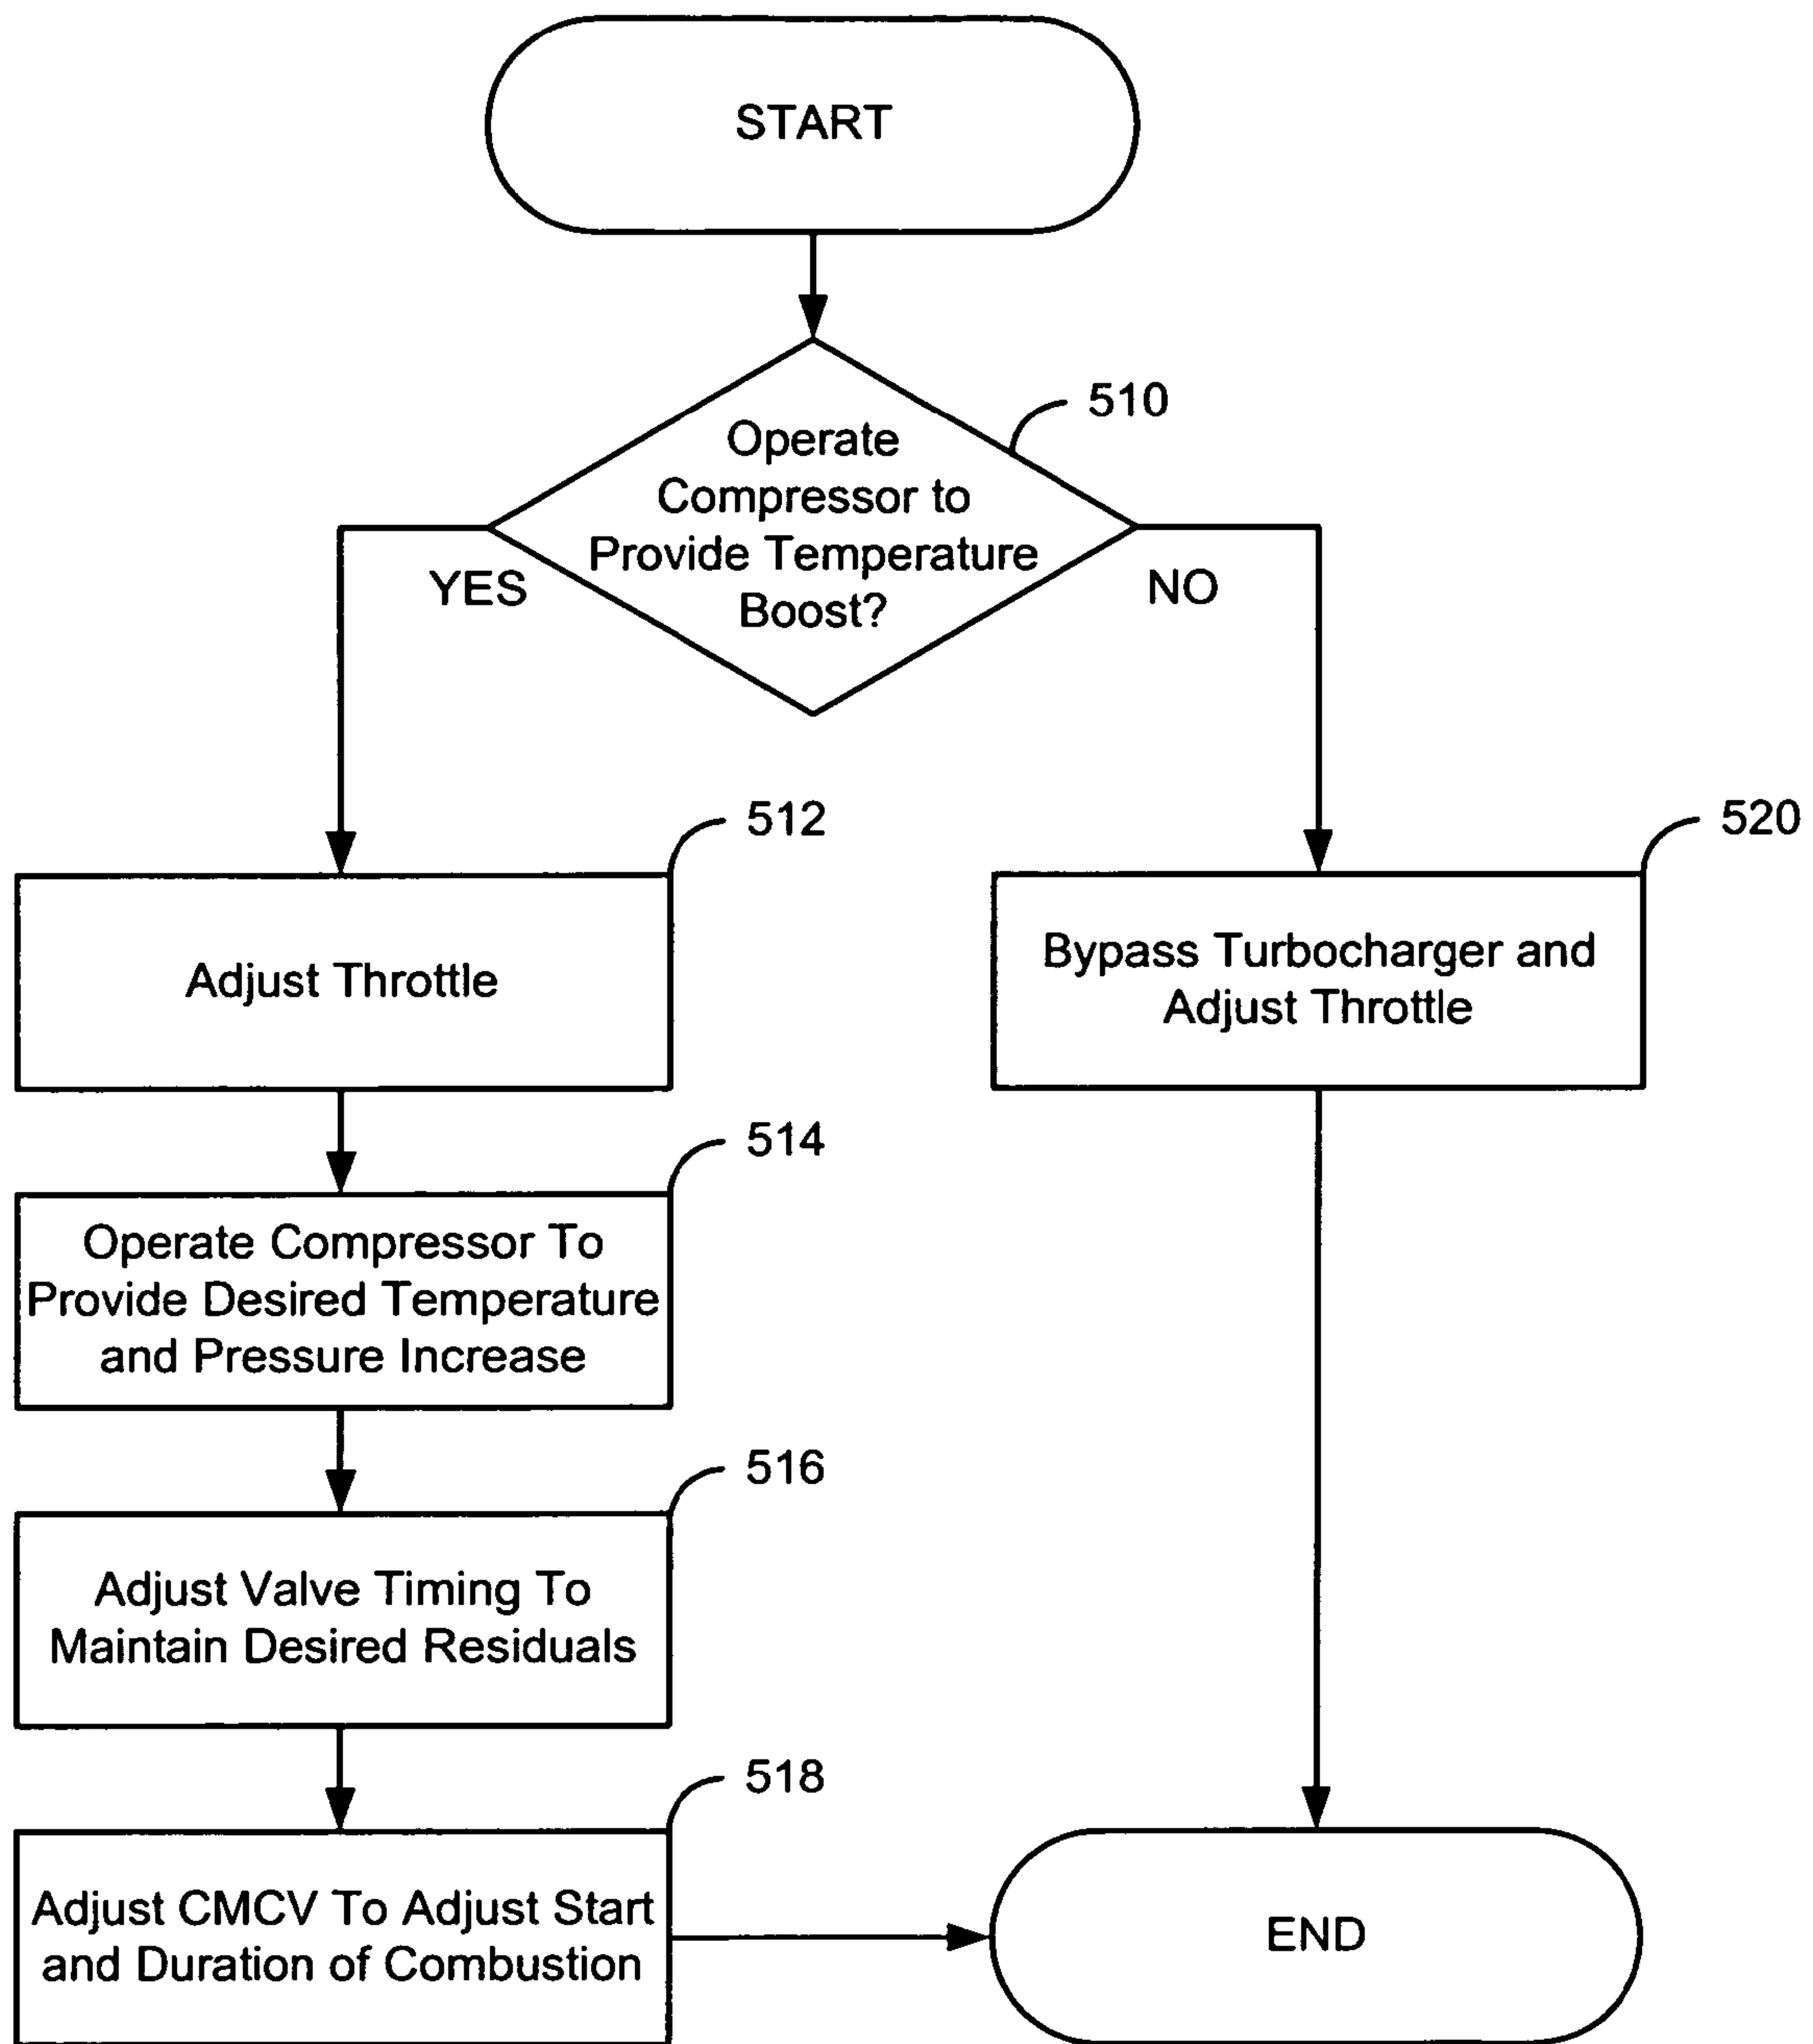 START
510
Operate
Compressor to
Provide Temperature
Boost?
YES
NO
512
Adjust Throttle
520
Bypass Turbocharger and
Adjust Throttle
514
Operate Compressor To
Provide Desired Temperature
and Pressure Increase
516
Adjust Valve Timing To
Maintain Desired Residuals
518
Adjust CMCV To Adjust Start
and Duration of Combustion
END